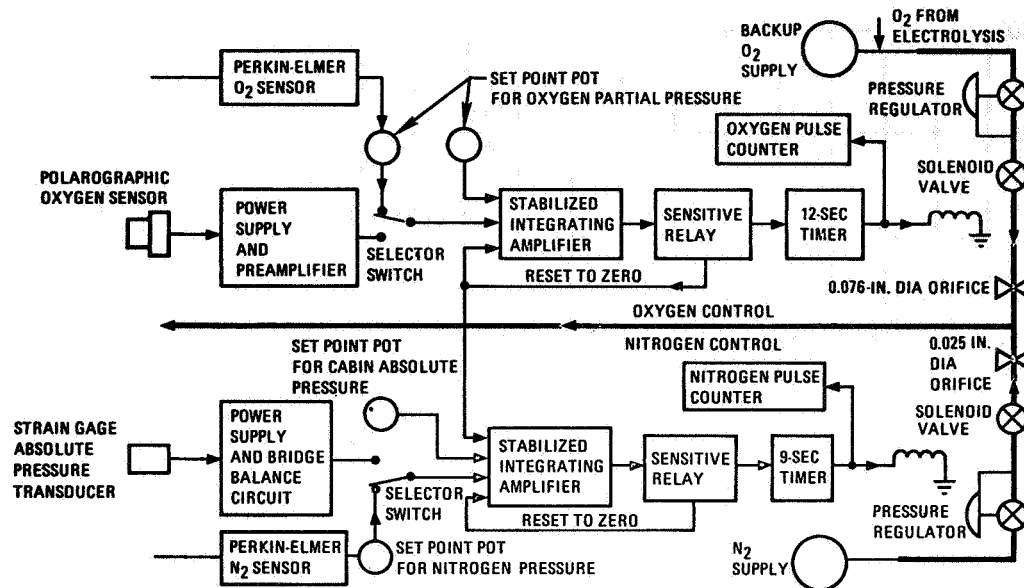 BACKUP
O2
SUPPLY
O2 FROM
ELECTROLYSIS
PERKIN-ELMER
O2 SENSOR
SET POINT POT
FOR OXYGEN PARTIAL PRESSURE
PRESSURE
REGULATOR
OXYGEN PULSE
COUNTER
POLAROGRAPHIC
OXYGEN SENSOR
POWER
SUPPLY
AND
PREAMPLIFIER
SELECTOR
SWITCH
STABILIZED
INTEGRATING
AMPLIFIER
SENSITIVE
RELAY
12-SEC
TIMER
SOLENOID
VALVE
RESET TO ZERO
0.076-IN. DIA ORIFICE
OXYGEN CONTROL
NITROGEN CONTROL
0.025 IN.
DIA
ORIFICE
SET POINT POT
FOR CABIN ABSOLUTE
PRESSURE
NITROGEN PULSE
COUNTER
SOLENOID
VALVE
STRAIN GAGE
ABSOLUTE
PRESSURE
TRANSDUCER
POWER
SUPPLY
AND BRIDGE
BALANCE
CIRCUIT
SELECTOR
SWITCH
STABILIZED
INTEGRATING
AMPLIFIER
SENSITIVE
RELAY
9-SEC
TIMER
RESET TO ZERO
PRESSURE
REGULATOR
PERKIN-ELMER
N2 SENSOR
SET POINT POT
FOR NITROGEN PRESSURE
N2
SUPPLY